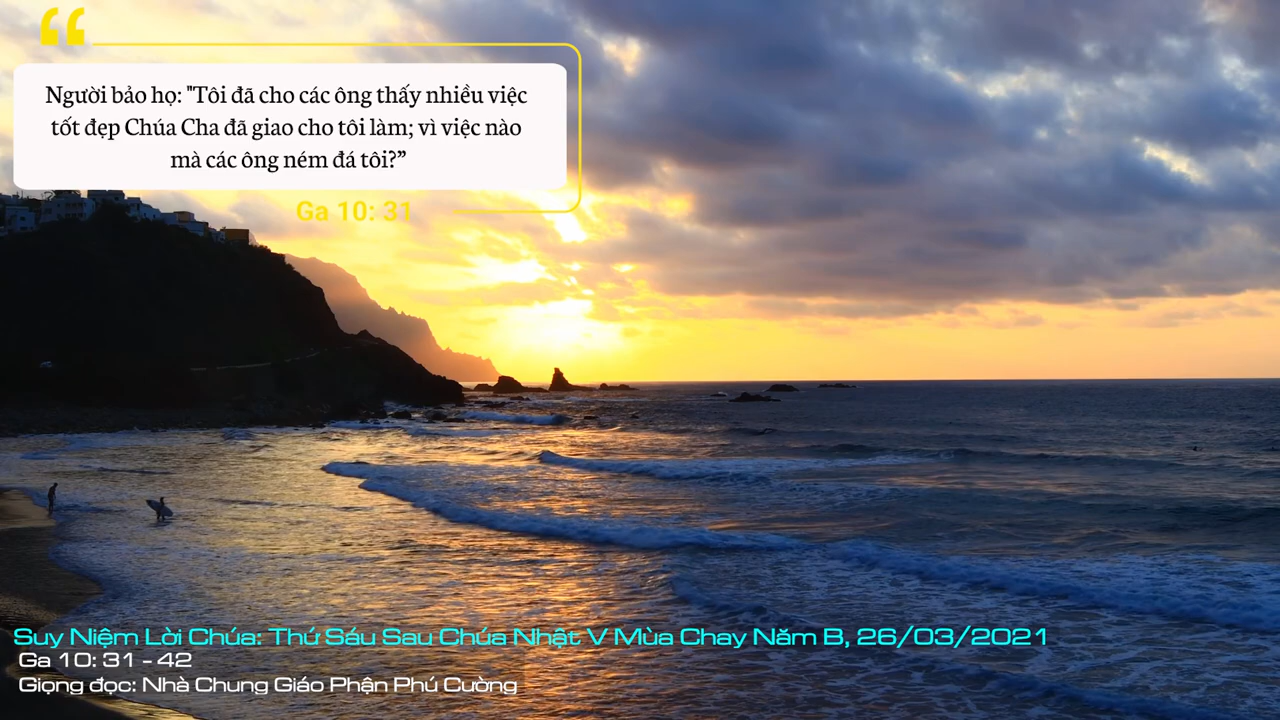 “
Người bảo họ: "Tôi đã cho các ông thấy nhiều việc
tốt đẹp Chúa Cha đã giao cho tôi làm; vì việc nào
mà các ông ném đá tôi?”
Ga 10: 31
Suy Niệm Lời Chúa: Thứ Sáu Sau Chúa Nhật V Mùa Chay Năm B, 26/03/2021
Ga 10: 31 - 42
Giọng đọc: Nhà Chung Giáo Phận Phú Cường